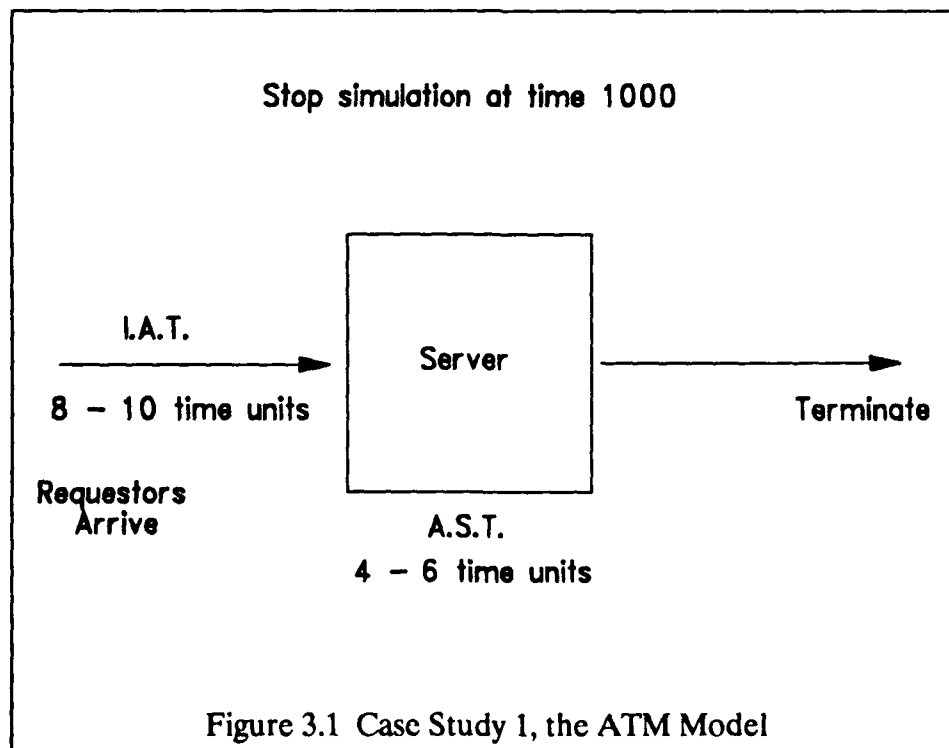 Stop simulation at time 1000
I.A.T.
8 - 10 time units
Requestors
Arrive
Server
A.S.T.
4 - 6 time units
Terminate
Figure 3.1 Case Study 1, the ATM Model